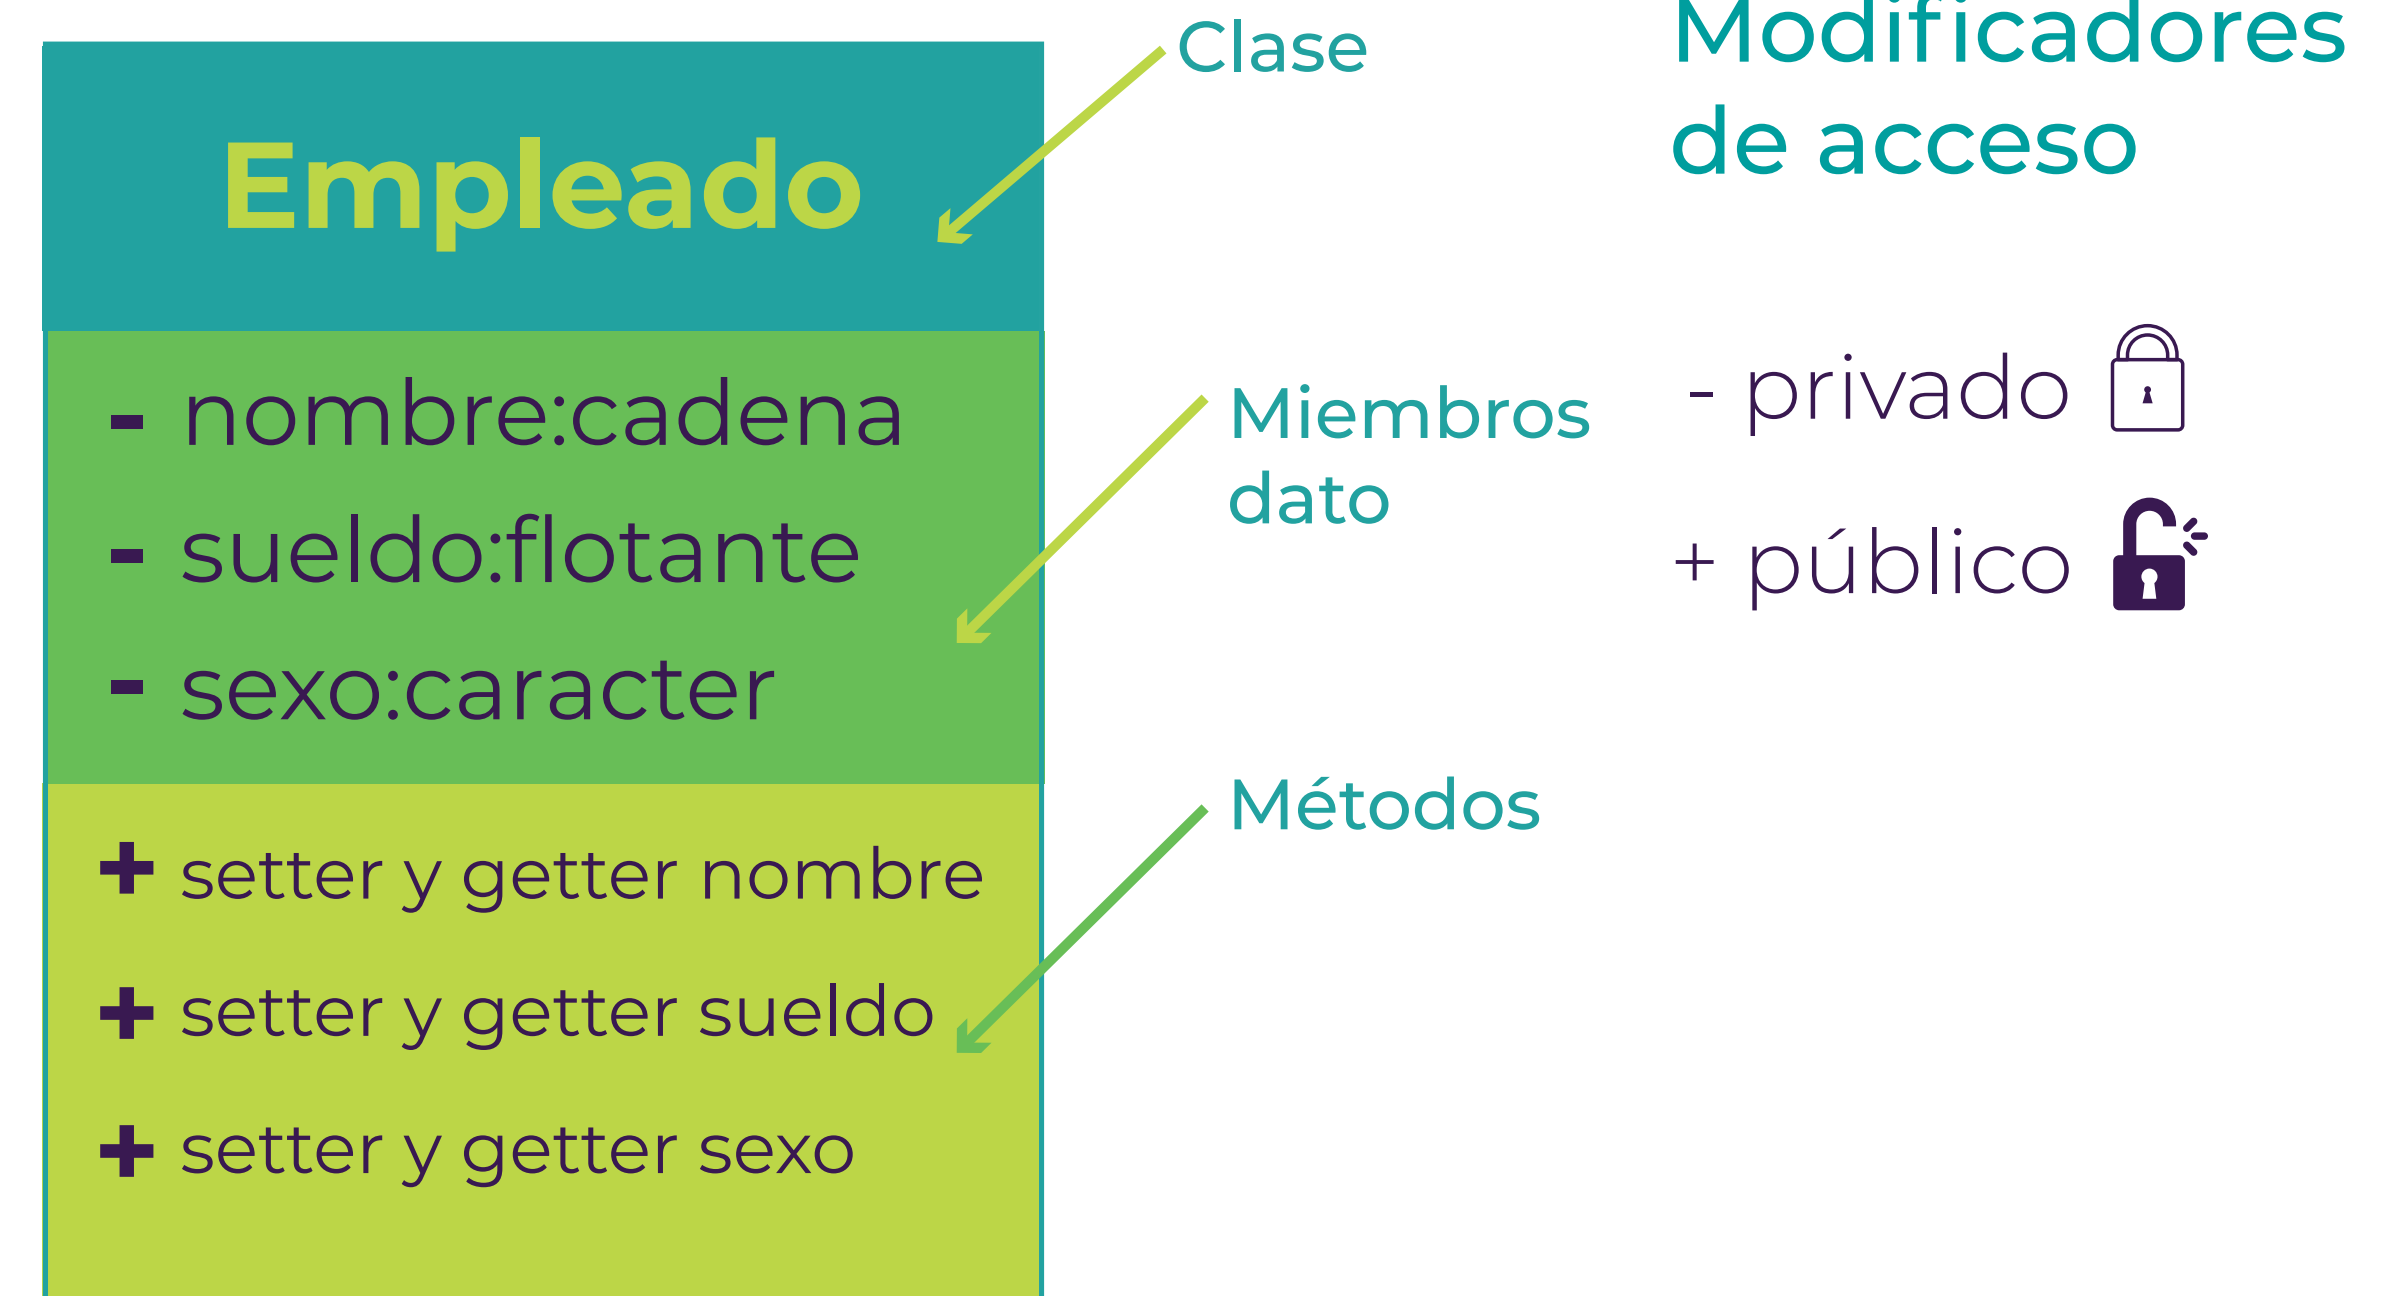 Empleado
- nombre:cadena
- sueldo:flotante
- sexo:caracter
+ setter y getter nombre
+ setter y getter sueldo
+ setter y getter sexo
Clase
Miembros
dato
Métodos
Modificadores
de acceso
- privado
+ público